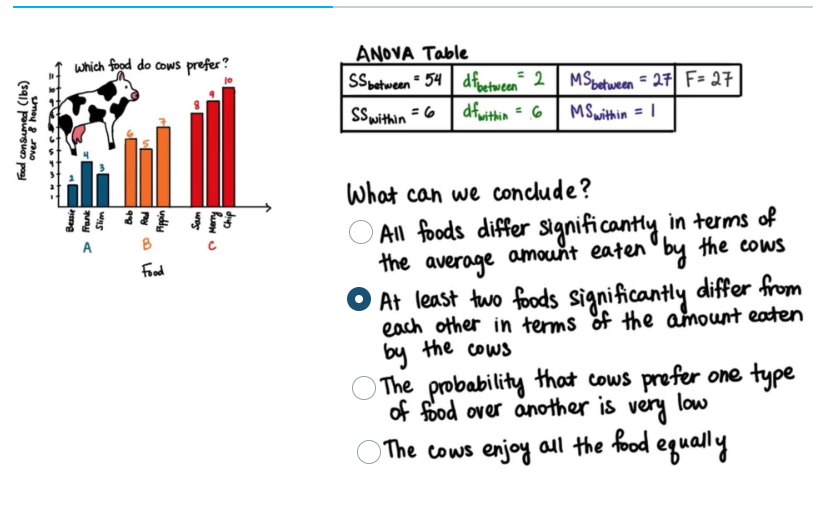 Which food do cows prefer?
Food consumed (lbs)
over 8 hours
11
10
9
5
4
3
2
1
2
4
3
6
5
7
8
9
10
Bessie
Frank
Slim
Bob
Red
Pippin
Sam
Merry
Chip
A
B
C
Food
ANOVA Table
SSbetween = 54 dfbetween = 2 MSbetween = 27 F = 27
SSwithin = 6 dfwithin = 6 MSwithin = 1
What can we conclude?
All foods differ significantly in terms of
the average amount eaten by the cows
At least two foods significantly differ from
each other in terms of the amount eaten
by the cows
The probability that cows prefer one type
of food over another is very low
The cows enjoy all the food equally